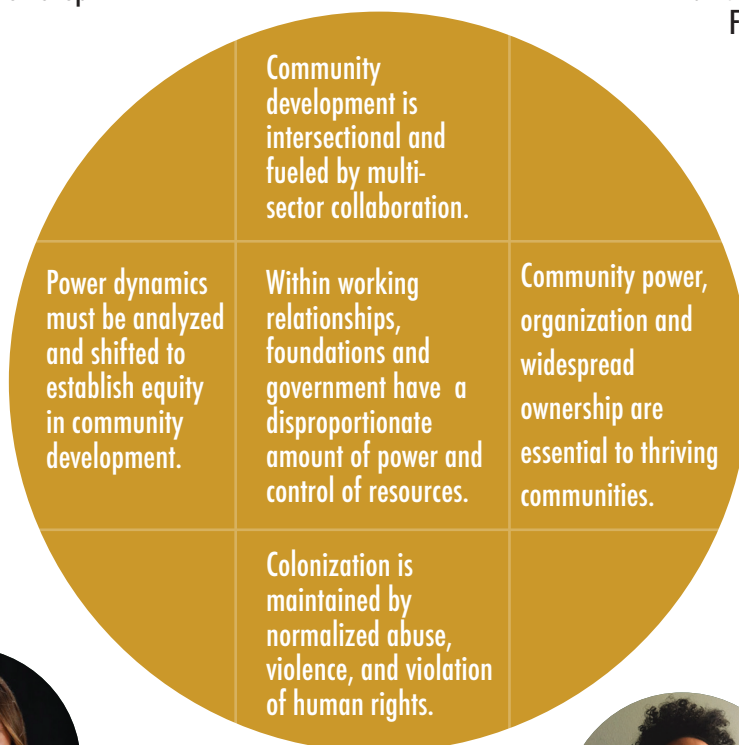 F
Community
development is
intersectional and
fueled by multi-
sector collaboration.
Power dynamics
must be analyzed
and shifted to
establish equity
in community
development.
Within working
relationships,
foundations and
government have a
disproportionate
amount of power and
control of resources.
Community power,
organization and
widespread
ownership are
essential to thriving
communities.
Colonization is
maintained by
normalized abuse,
violence, and violation
of human rights.